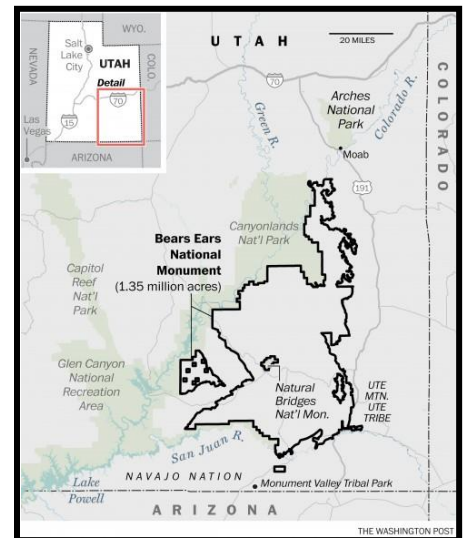 WYO.
Salt
Lake
City
NEVADA
UTAH
COLO.
Detail
70
15
Las
Vegas
ARIZONA
UTAH
20 MILES
70
COLORADO
Arches
National
Park
Green R.
Colorado R.
Moab
191
Canyonlands
Nat'l Park
Bears Ears
National
Monument
(1.35 million acres)
Capitol
Reef
Nat'l
Park
Glen Canyon
National
Recreation
Area
Natural
Bridges
Nat'l Mon.
UTE
MTN.
UTE
TRIBE
San Juan R.
NAVAJO NATION
Lake
Powell
Monument Valley Tribal Park
ARIZONA
THE WASHINGTON POST